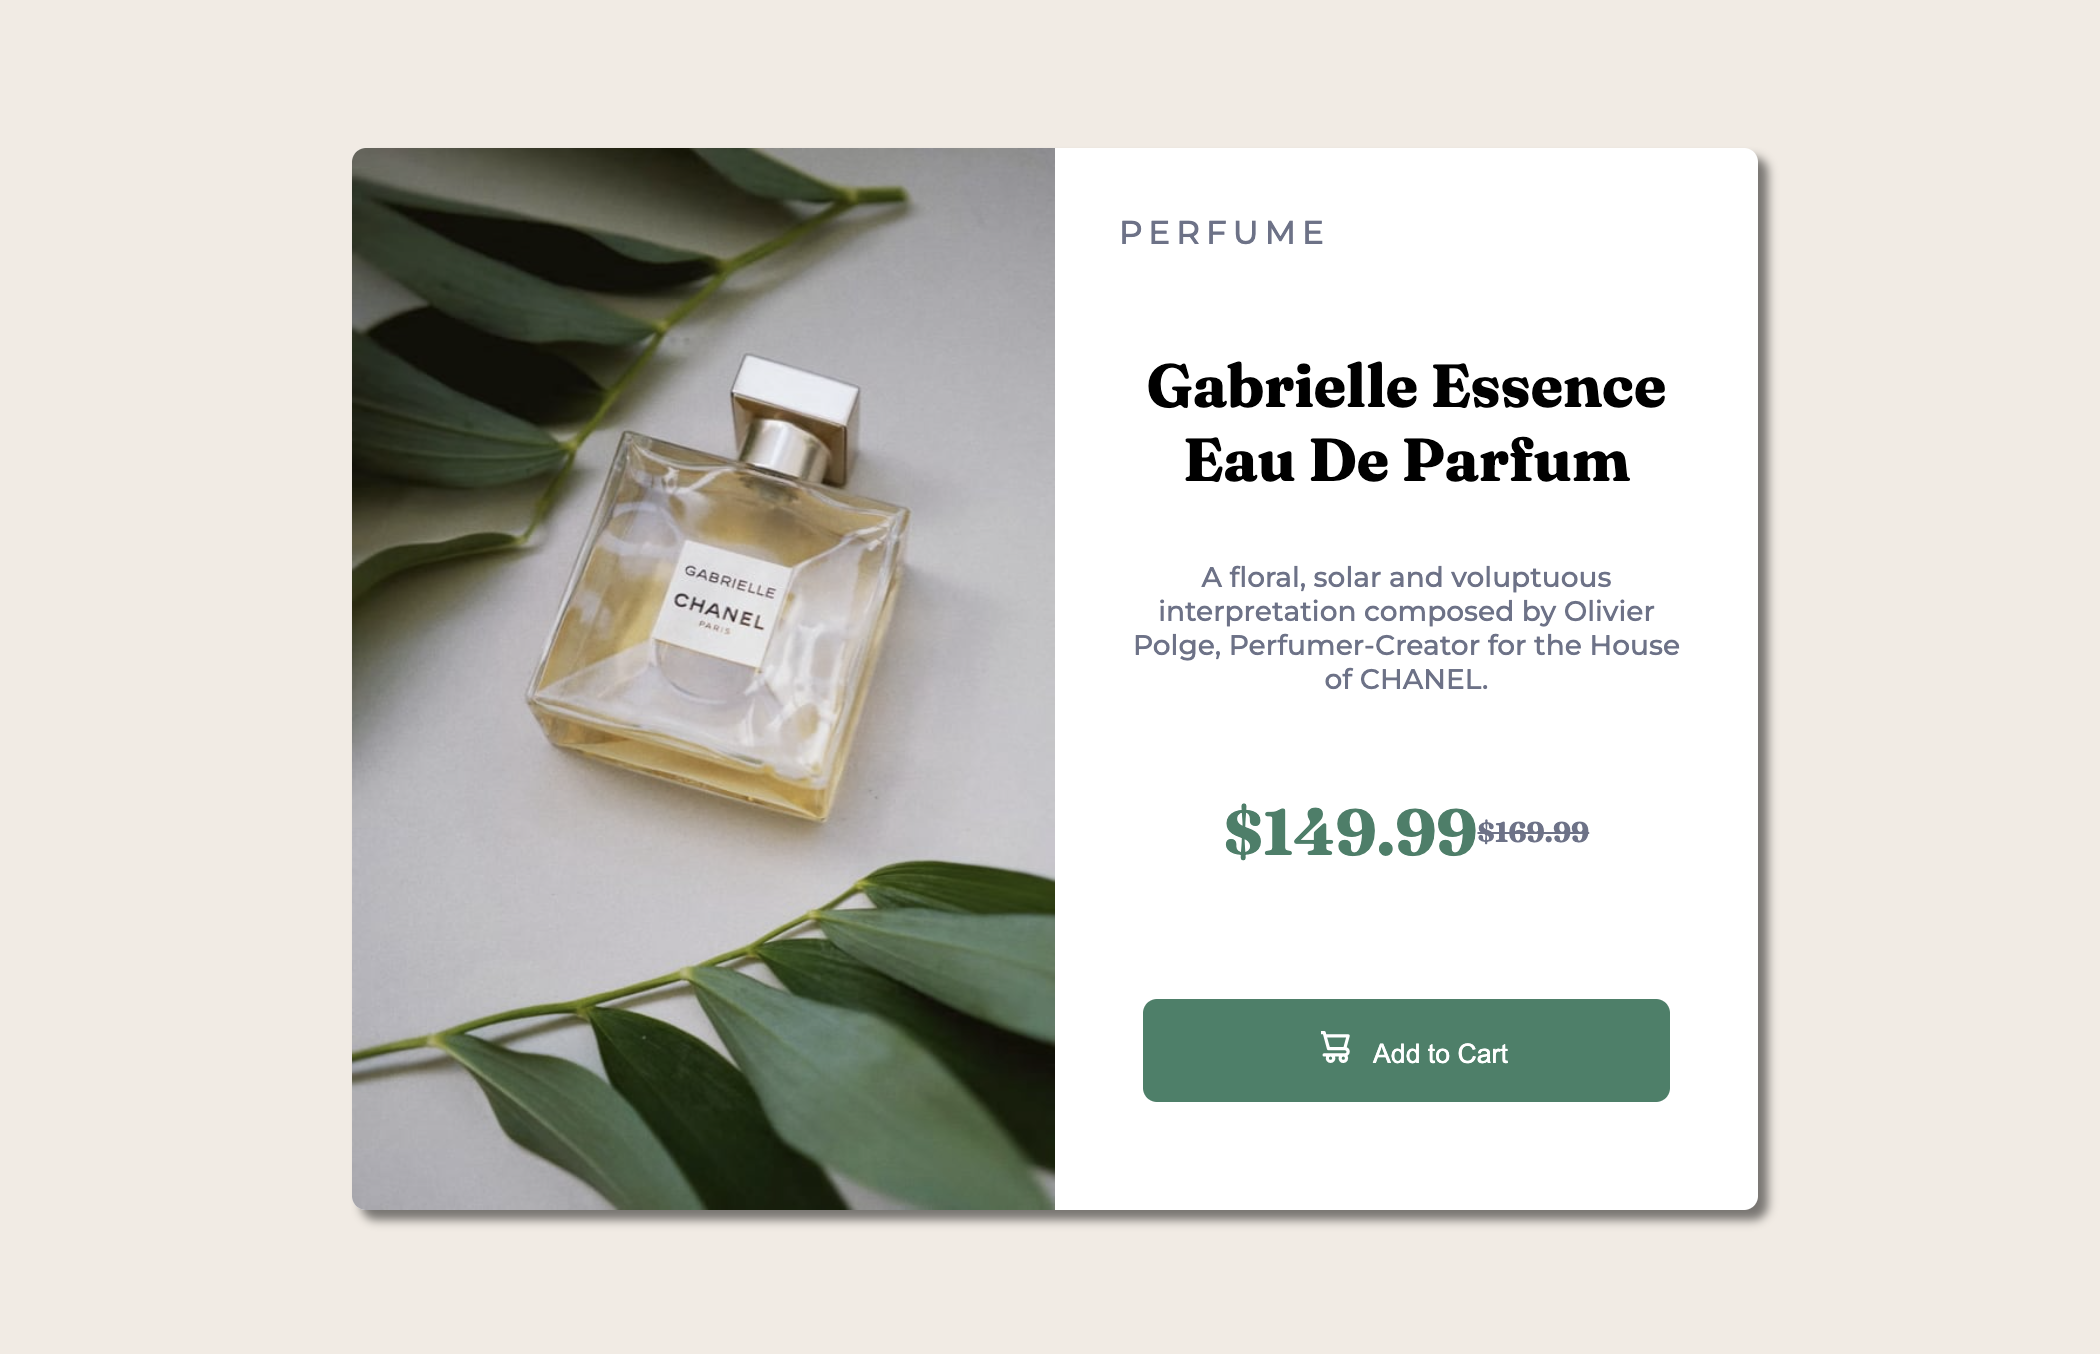 PERFUME
Gabrielle Essence
Eau De Parfum
A floral, solar and voluptuous
interpretation composed by Olivier
Polge, Perfumer-Creator for the House
of CHANEL.
$149.99 $169.99
Add to Cart
GABRIELLE
CHANEL
PARIS